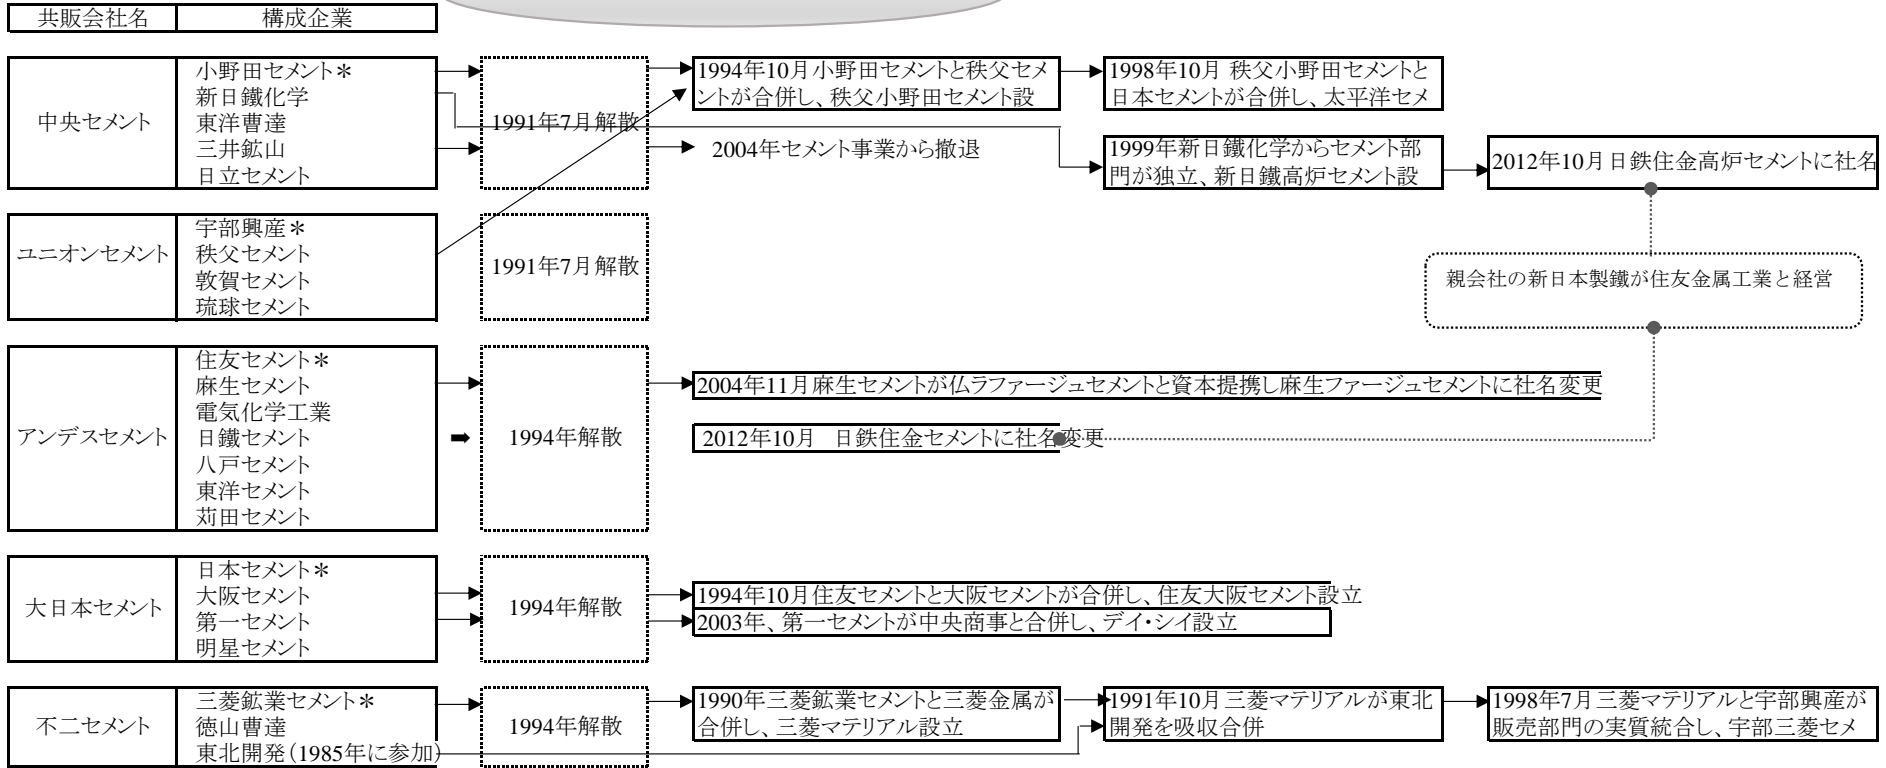 共販会社名 構成企業
中央セメント
小野田セメント＊
新日鐵化学
東洋曹達
三井鉱山
日立セメント
1991年7月解散
1994年10月小野田セメントと秩父セメ
ントが合併し、秩父小野田セメント設
1998年10月 秩父小野田セメントと
日本セメントが合併し、太平洋セメ
2004年セメント事業から撤退
1999年新日鐵化学からセメント部
門が独立、新日鐵高炉セメント設
2012年10月日鉄住金高炉セメントに社名
ユニオンセメント
宇部興産＊
秩父セメント
敦賀セメント
琉球セメント
1991年7月解散
親会社の新日本製鐵が住友金属工業と経営
アンデスセメント
住友セメント＊
麻生セメント
電気化学工業
日鐵セメント
八戸セメント
東洋セメント
苅田セメント
1994年解散
2004年11月麻生セメントが仏ラファージュセメントと資本提携し麻生ファージュセメントに社名変更
2012年10月　日鉄住金セメントに社名変更
大日本セメント
日本セメント＊
大阪セメント
第一セメント
明星セメント
1994年解散
1994年10月住友セメントと大阪セメントが合併し、住友大阪セメント設立
2003年、第一セメントが中央商事と合併し、デイ・シイ設立
不二セメント
三菱鉱業セメント＊
徳山曹達
東北開発（1985年に参加）
1994年解散
1990年三菱鉱業セメントと三菱金属が
合併し、三菱マテリアル設立
1991年10月三菱マテリアルが東北
開発を吸収合併
1998年7月三菱マテリアルと宇部興産が
販売部門の実質統合し、宇部三菱セメ